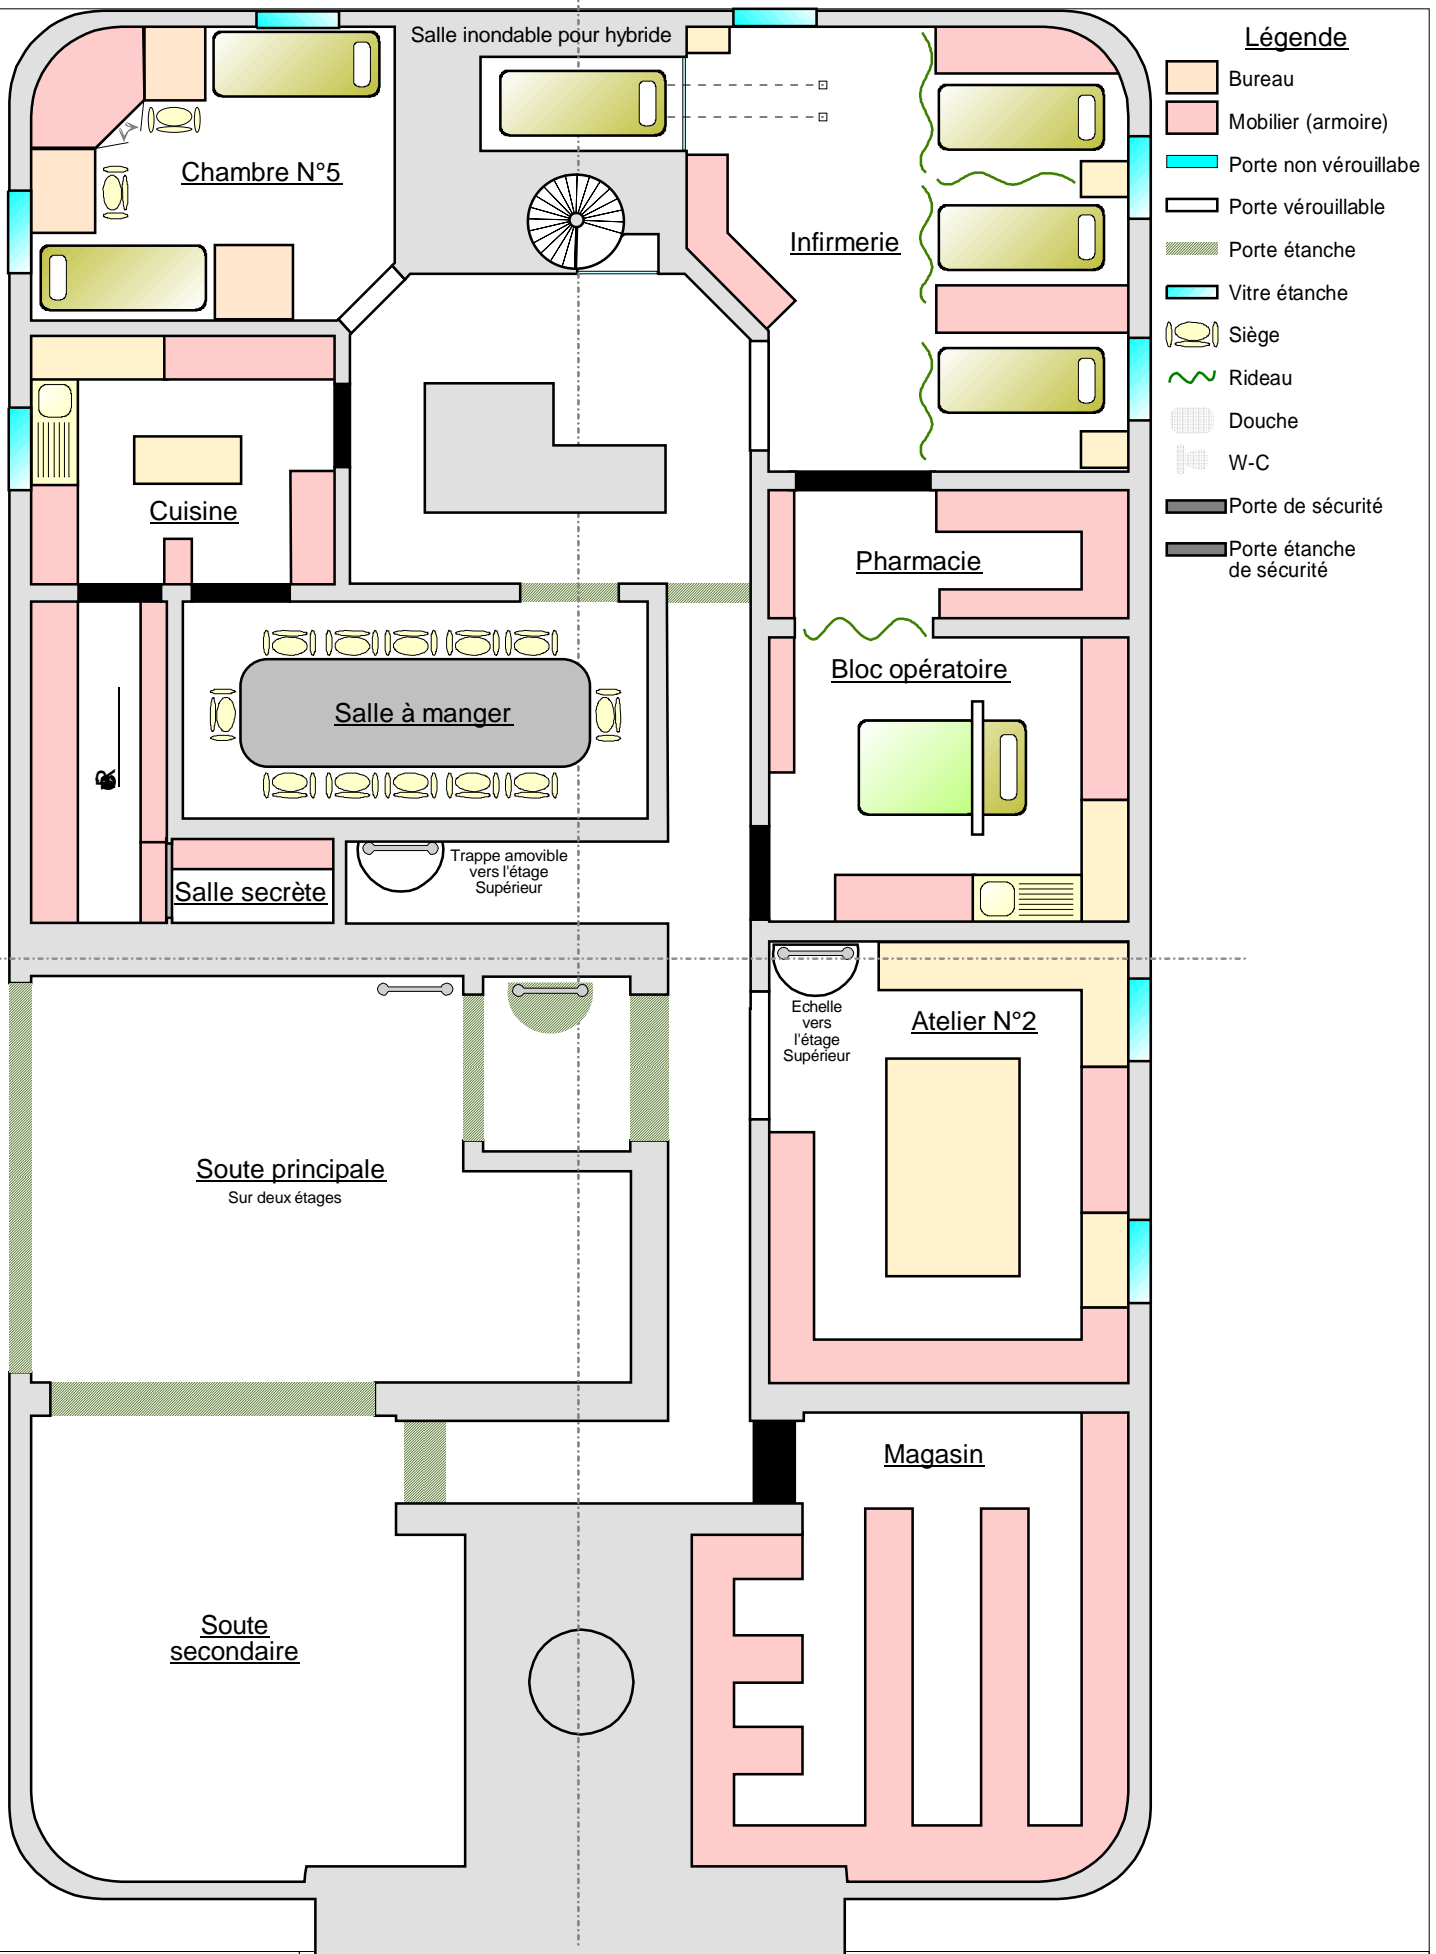 Salle inondable pour hybride
Chambre N°5
Infirmerie
Cuisine
Pharmacie
Bloc opératoire
Salle à manger
Trappe amovible
vers l'étage
Supérieur
Salle secrète
Echelle
vers
l'étage
Supérieur
Atelier N°2
Soute principale
Sur deux étages
Magasin
Soute
secondaire
Légende
Bureau
Mobilier (armoire)
Porte non vérouillabe
Porte vérouillable
Porte étanche
Vitre étanche
Siège
Rideau
Douche
W-C
Porte de sécurité
Porte étanche
de sécurité